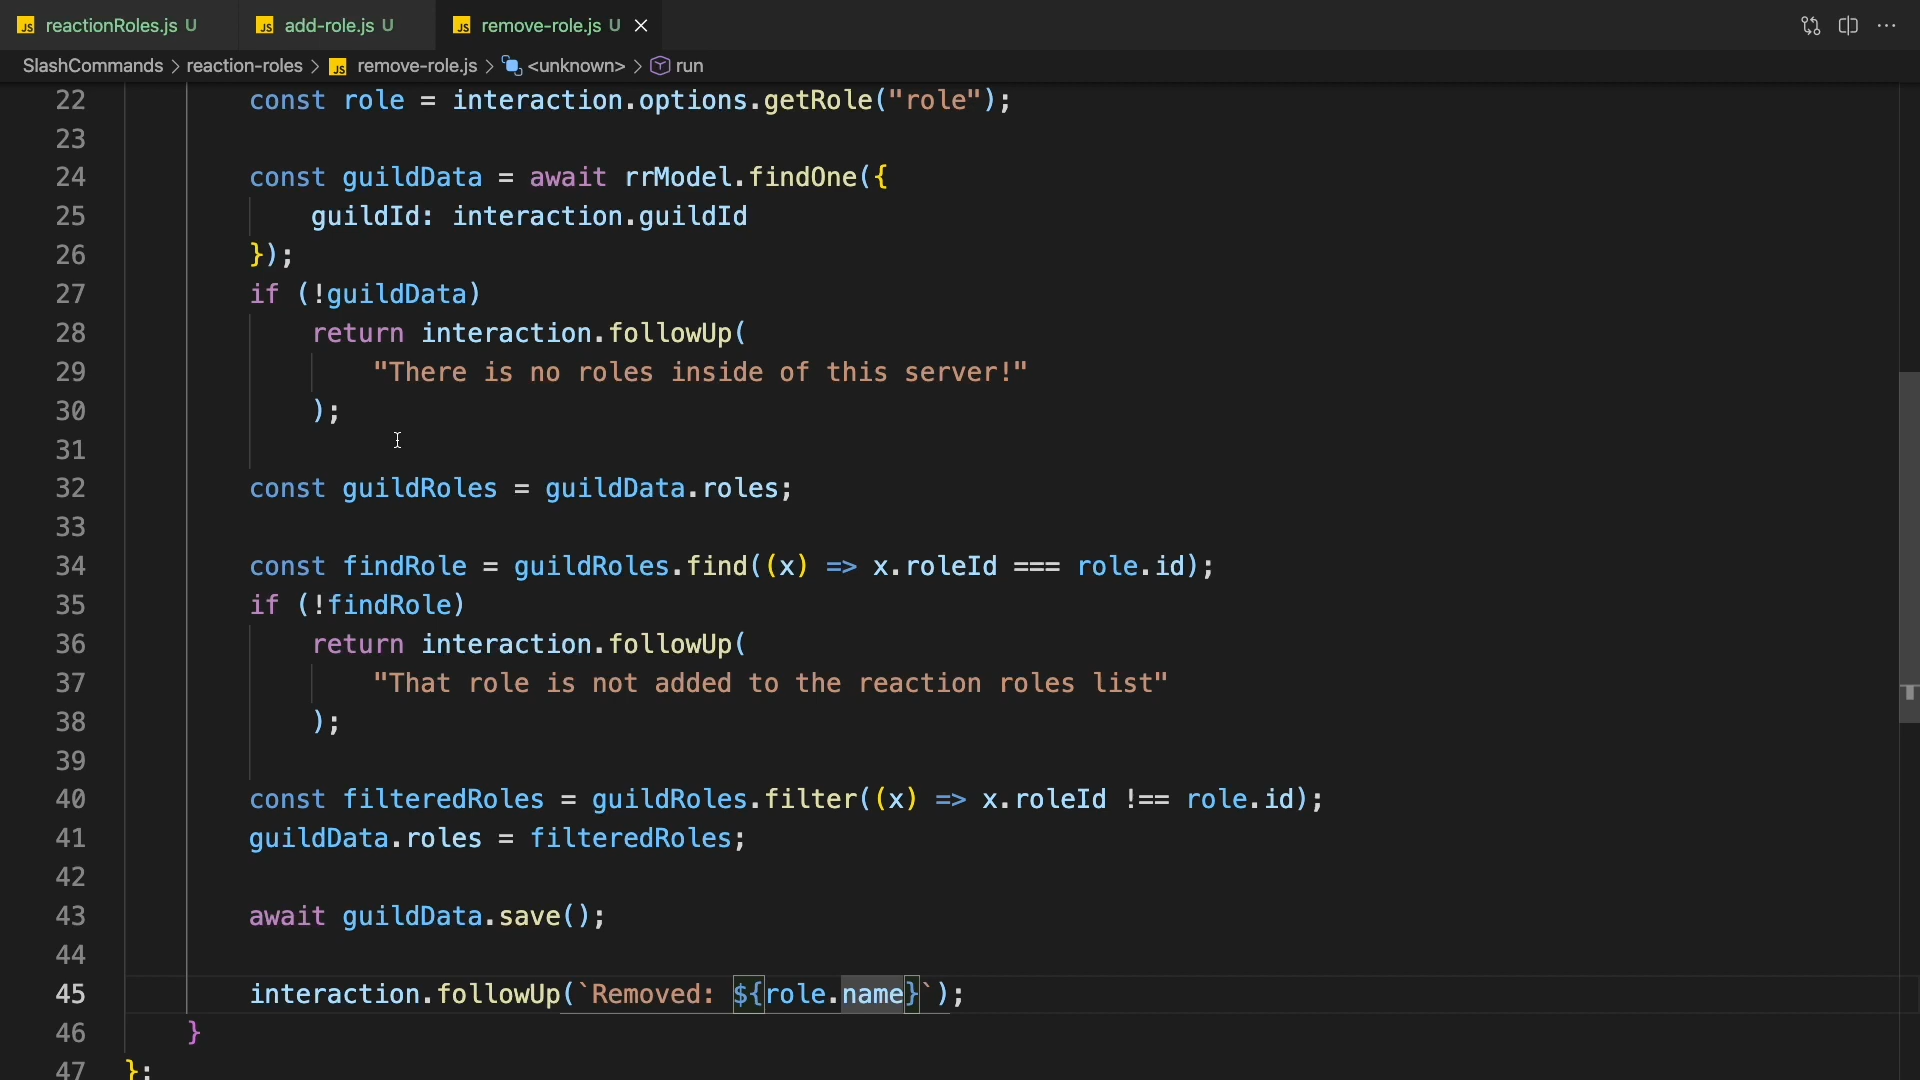 JS reactionRoles.js U JS add-role.js U JS remove-role.js U
SlashCommands > reaction-roles > JS remove-role.js > <unknown> > run
22 const role = interaction.options.getRole("role");
23
24 const guildData = await rrModel.findOne({
25 guildId: interaction.guildId
26 });
27 if (!guildData)
28 return interaction.followUp(
29 "There is no roles inside of this server!"
30 );
31
32 const guildRoles = guildData.roles;
33
34 const findRole = guildRoles.find((x) => x.roleId === role.id);
35 if (!findRole)
36 return interaction.followUp(
37 "That role is not added to the reaction roles list"
38 );
39
40 const filteredRoles = guildRoles.filter((x) => x.roleId !== role.id);
41 guildData.roles = filteredRoles;
42
43 await guildData.save();
44
45 interaction.followUp(`Removed: ${role.name}`);
46 }
47 };